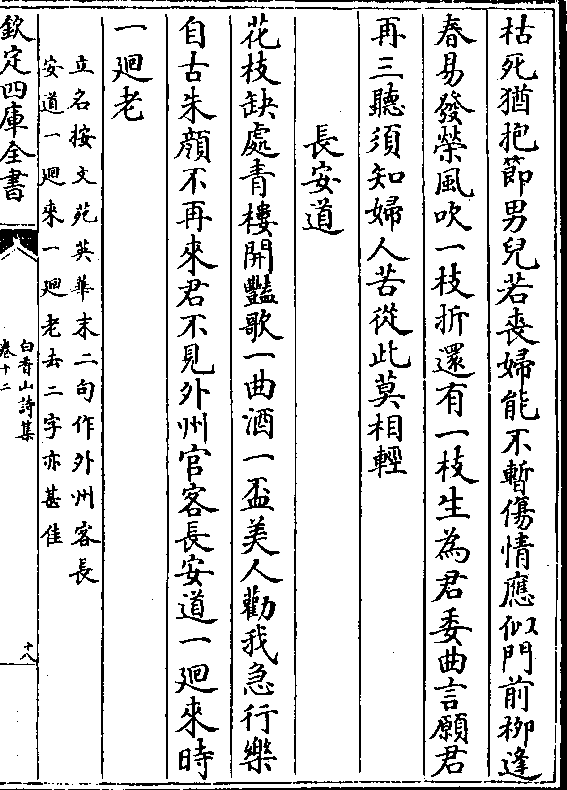 枯死猶抱節男兒若喪婦能不暫傷情應似門前栁逢
春易發榮風吹一枝折還有一枝生為君委曲言願君
再三聽須知婦人苦從此莫相輕
長安道
花枝缺處青樓開豔歌一曲酒一盃美人勸我急行樂
自古朱顔不再來君不見外州官客長安道一廻來時
一廻老
立名按文苑英華末二句作外州客長
安道一廻來一廻老去二字亦甚佳
欽定四庫全書
白香山詩集
卷十二
十八